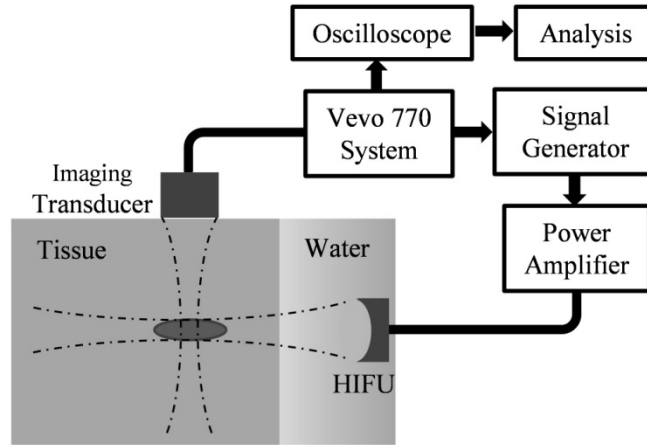 Oscilloscope
Analysis
Vevo 770
System
Signal
Generator
Imaging
Transducer
Power
Amplifier
Tissue
Water
HIFU